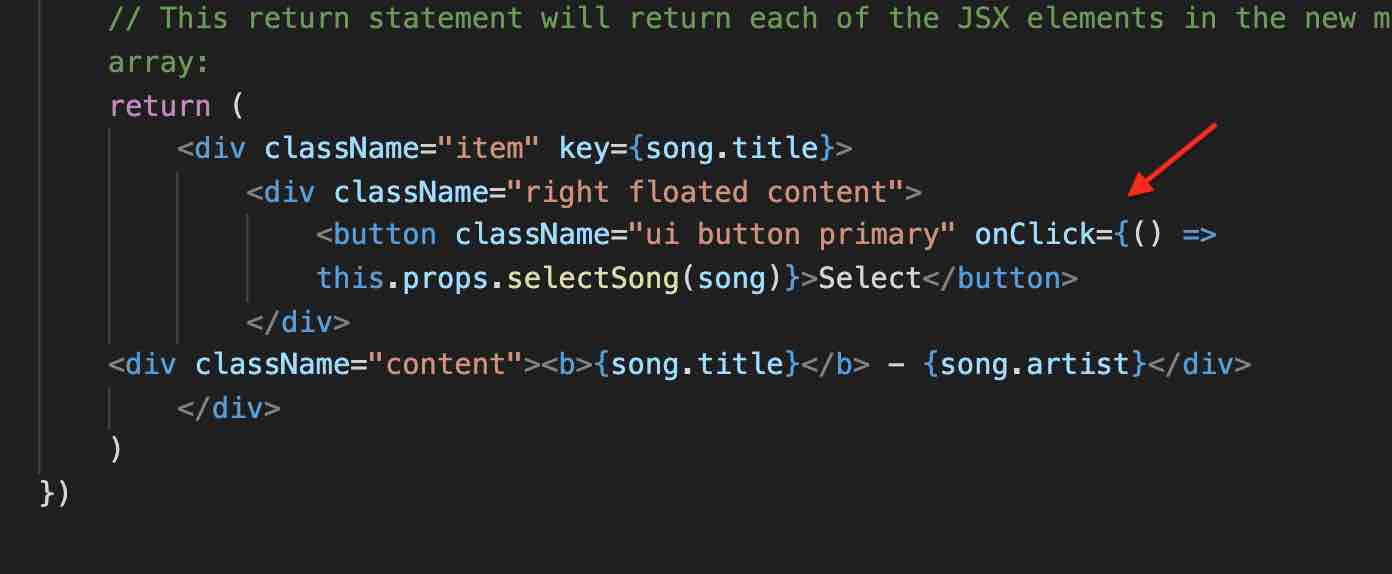 // This return statement will return each of the JSX elements in the new
array:
return (
<div className="item" key={song.title}>
<div className="right floated content">
<button className="ui button primary" onClick={() =>
this.props.selectSong(song)}>Select</button>
</div>
<div className="content"><b>{song.title}</b> – {song.artist}</div>
</div>
)
})